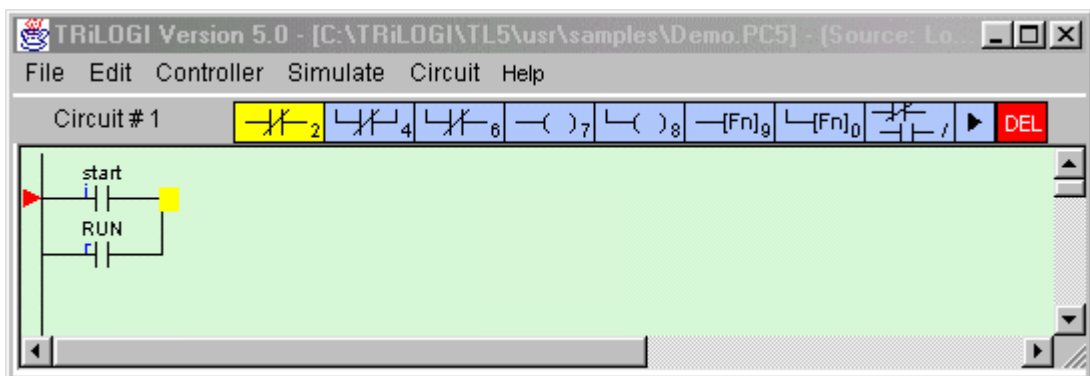 TRiLOGI Version 5.0 - [C:\TRiLOGI\TL5\usr\samples\Demo.PC5] - (Source: Lo...
File Edit Controller Simulate Circuit Help
Circuit # 1 2 4 6 ( )7 ( )8 [Fn]9 [Fn]0 / DEL
start
i
RUN
r